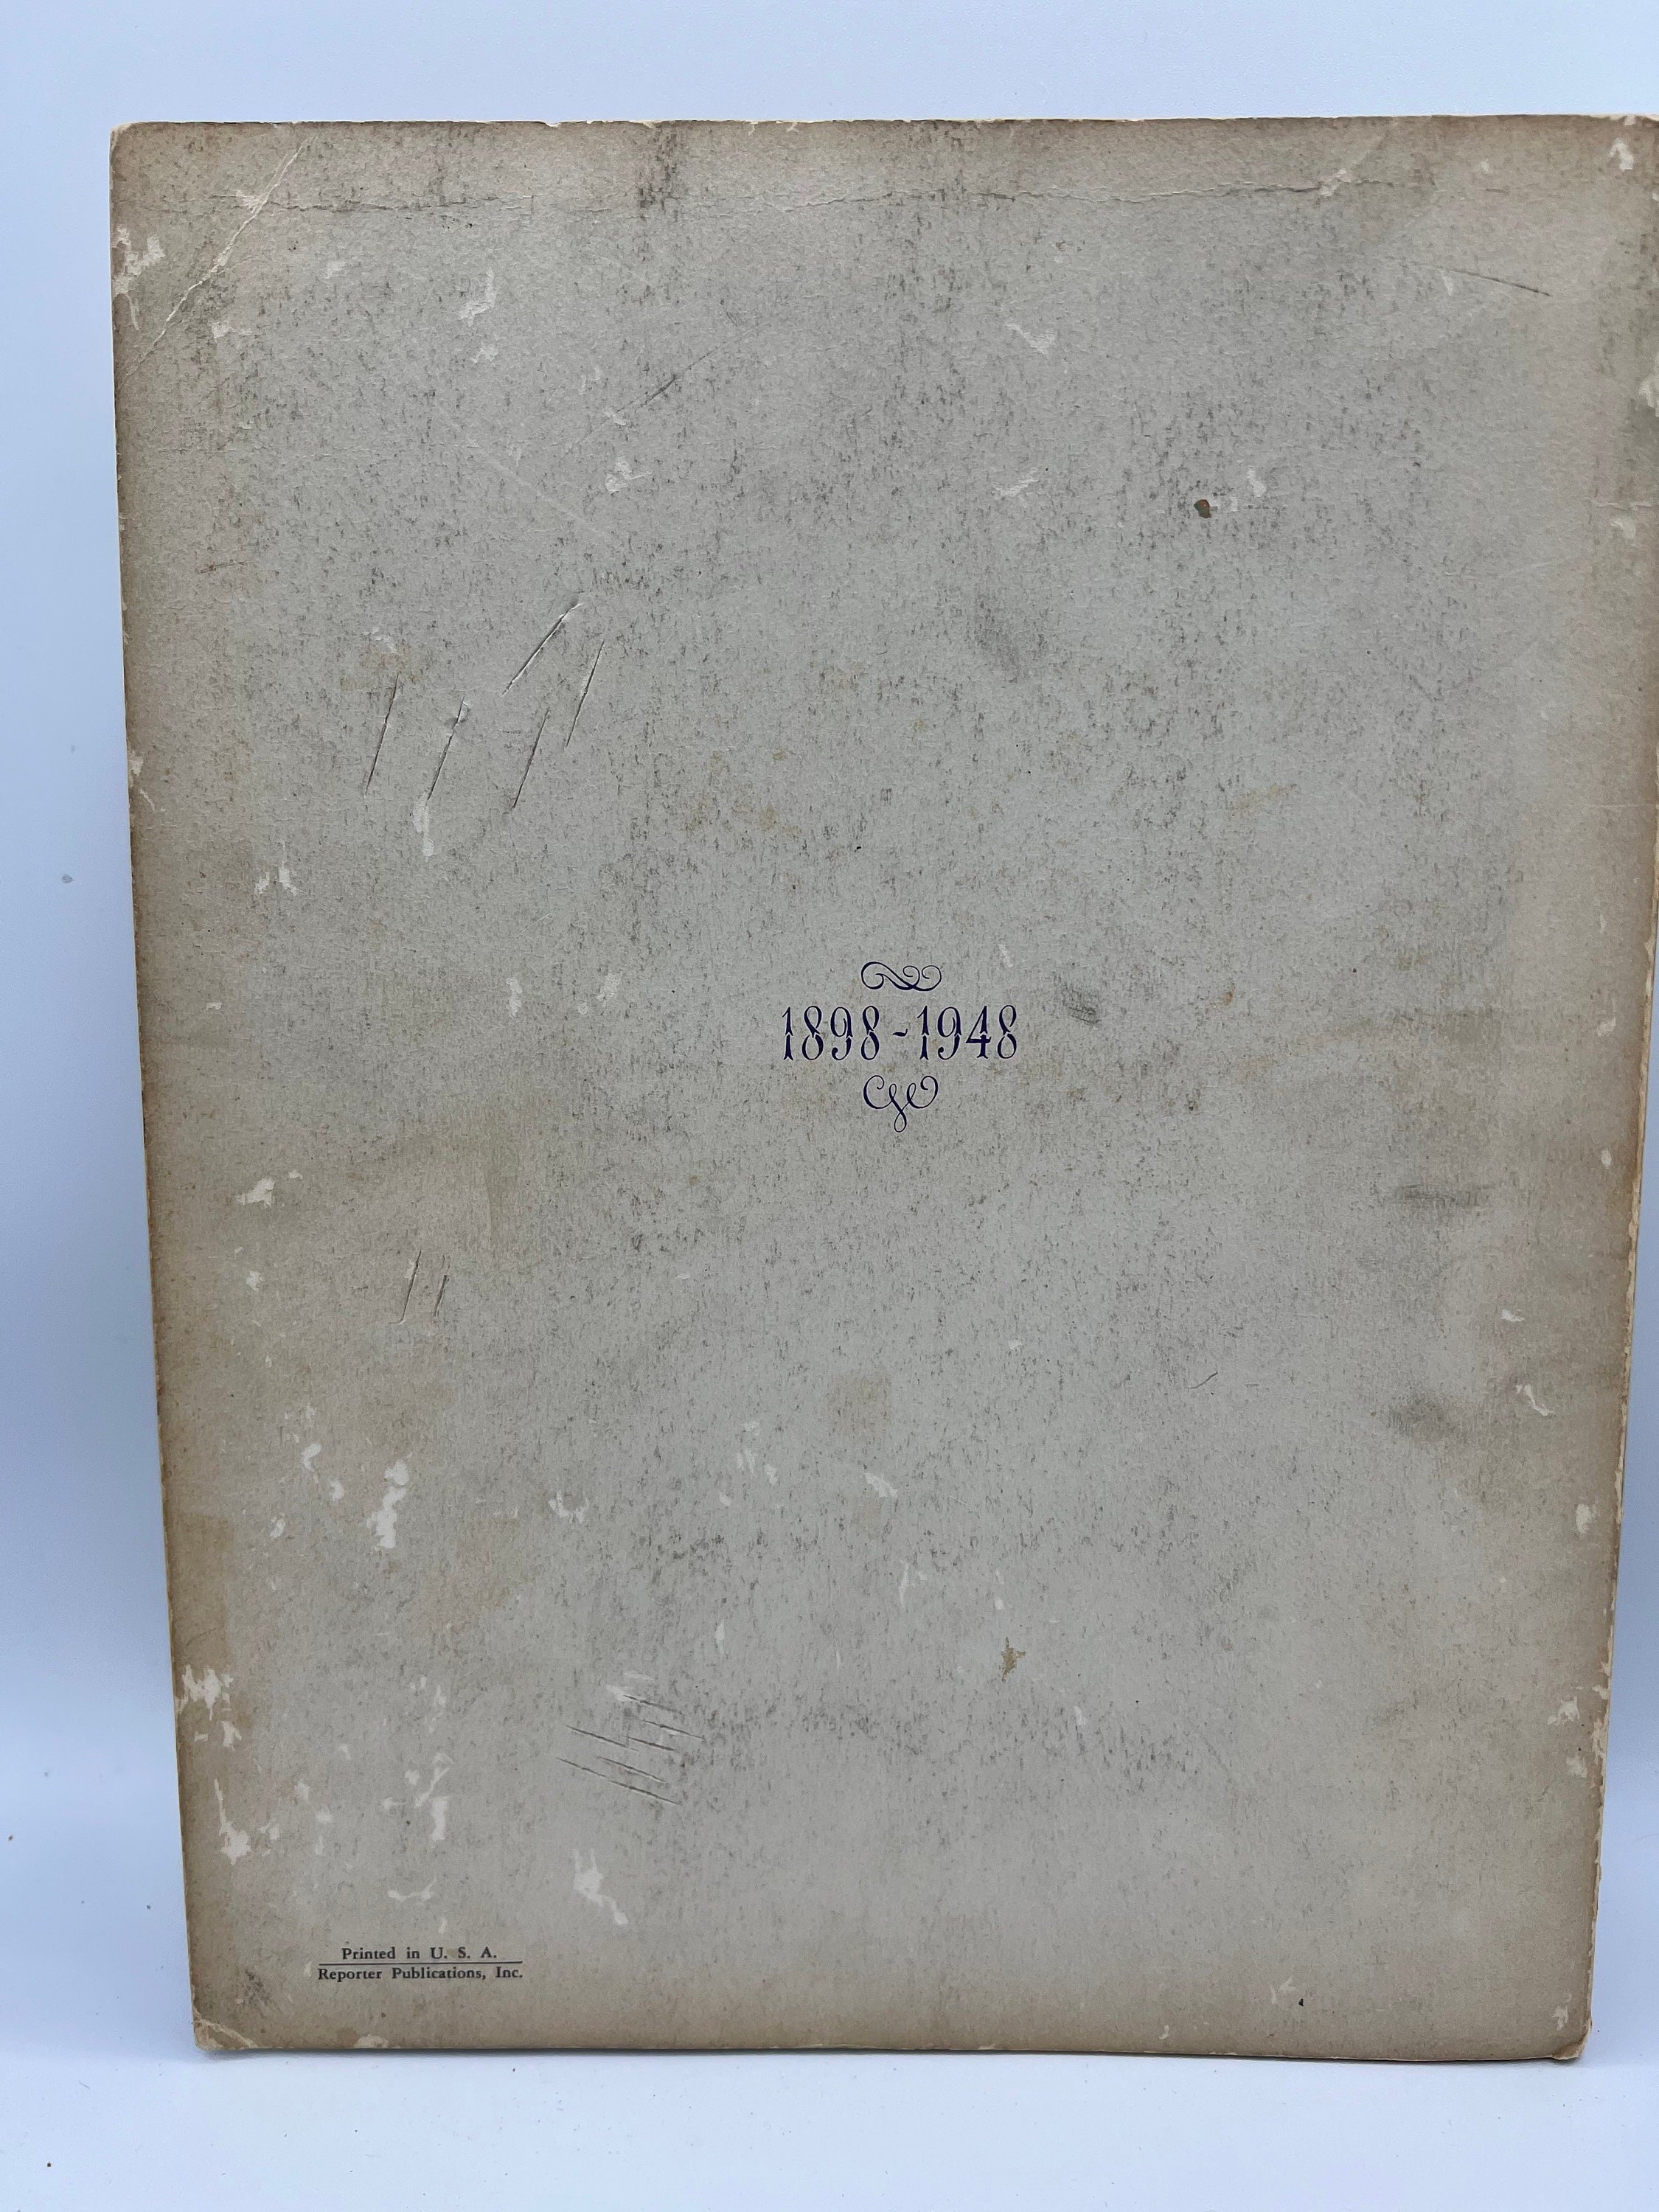 1898-1948
Printed in U. S. A.
Reporter Publications, Inc.